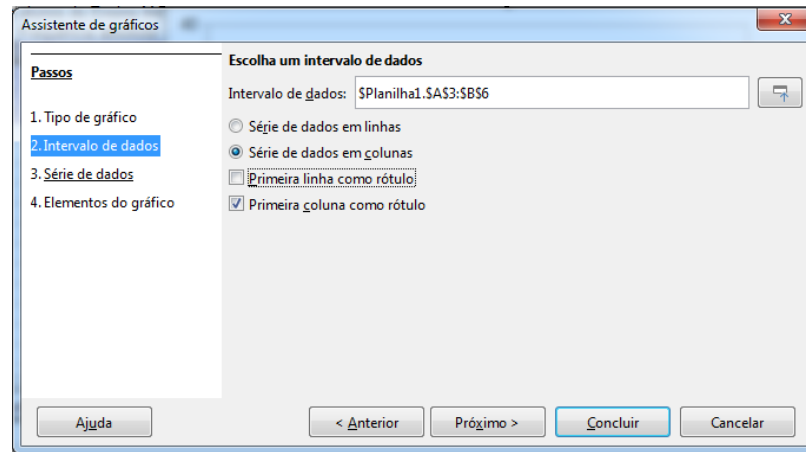 Assistente de gráficos
Passos
1. Tipo de gráfico
2. Intervalo de dados
3. Série de dados
4. Elementos do gráfico
Escolha um intervalo de dados
Intervalo de dados: $Planilha1.$A$3:$B$6
Série de dados em linhas
Série de dados em colunas
Primeira linha como rótulo
Primeira coluna como rótulo
Ajuda
< Anterior
Próximo >
Concluir
Cancelar